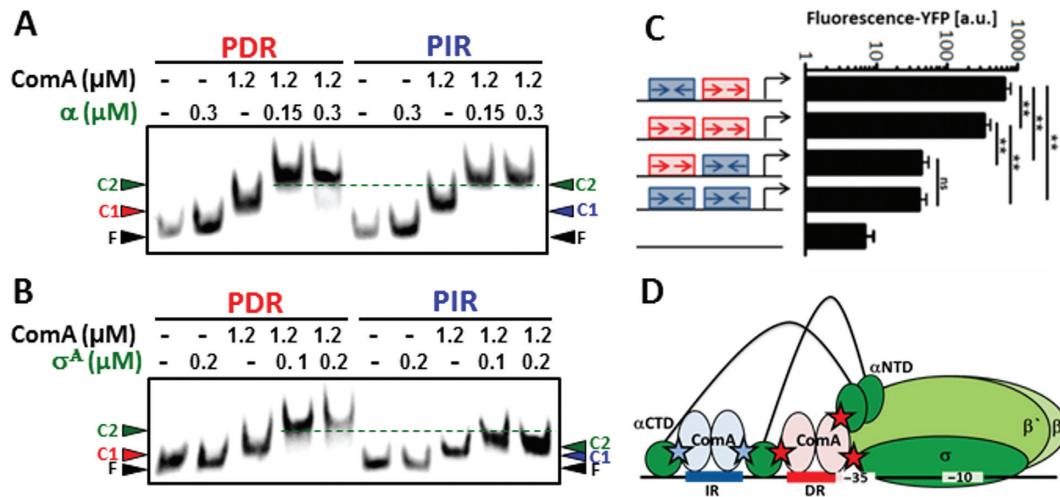 A
PDR PIR
ComA (µM) - - 1.2 1.2 1.2 - - 1.2 1.2 1.2
α (µM) - 0.3 - 0.15 0.3 - 0.3 - 0.15 0.3
C2 C2
C1 C1
F F
B
PDR PIR
ComA (µM) - - 1.2 1.2 1.2 - - 1.2 1.2 1.2
σᴬ (µM) - 0.2 - 0.1 0.2 - 0.2 - 0.1 0.2
C2 C2
C1 C1
F F
C
Fluorescence-YFP [a.u.]
1 10 100 1000
**
**
**
**
**
ns
D
αNTD
αCTD
ComA ComA
β` β
σ
IR DR −35 −10